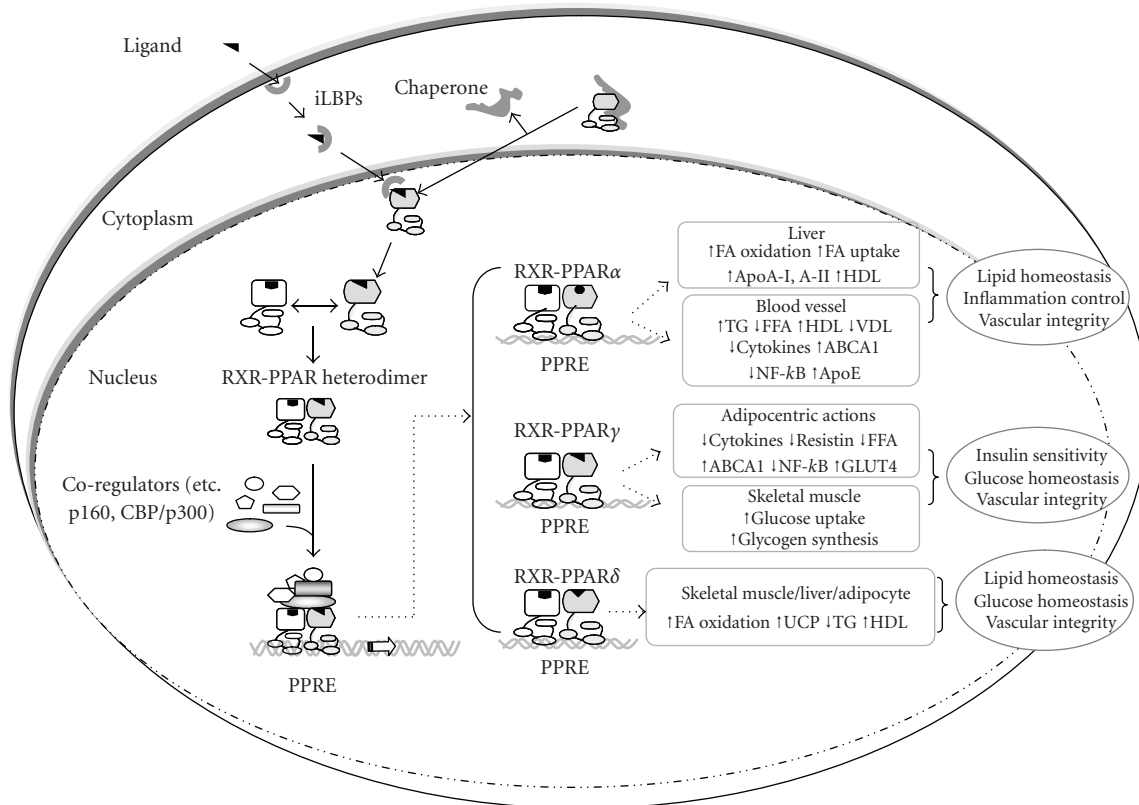 Ligand
iLBPs
Chaperone
Cytoplasm
Nucleus
RXR-PPAR heterodimer
Co-regulators (etc.
p160, CBP/p300)
PPRE
RXR-PPARα
PPRE
Liver
↑FA oxidation ↑FA uptake
↑ApoA-I, A-II ↑HDL
Blood vessel
↑TG ↓FFA ↑HDL ↓VDL
↓Cytokines ↑ABCA1
↓NF-kB ↑ApoE
Lipid homeostasis
Inflammation control
Vascular integrity
RXR-PPARγ
PPRE
Adipocentric actions
↓Cytokines ↓Resistin ↓FFA
↑ABCA1 ↓NF-kB ↑GLUT4
Skeletal muscle
↑Glucose uptake
↑Glycogen synthesis
Insulin sensitivity
Glucose homeostasis
Vascular integrity
RXR-PPARδ
PPRE
Skeletal muscle/liver/adipocyte
↑FA oxidation ↑UCP ↓TG ↑HDL
Lipid homeostasis
Glucose homeostasis
Vascular integrity